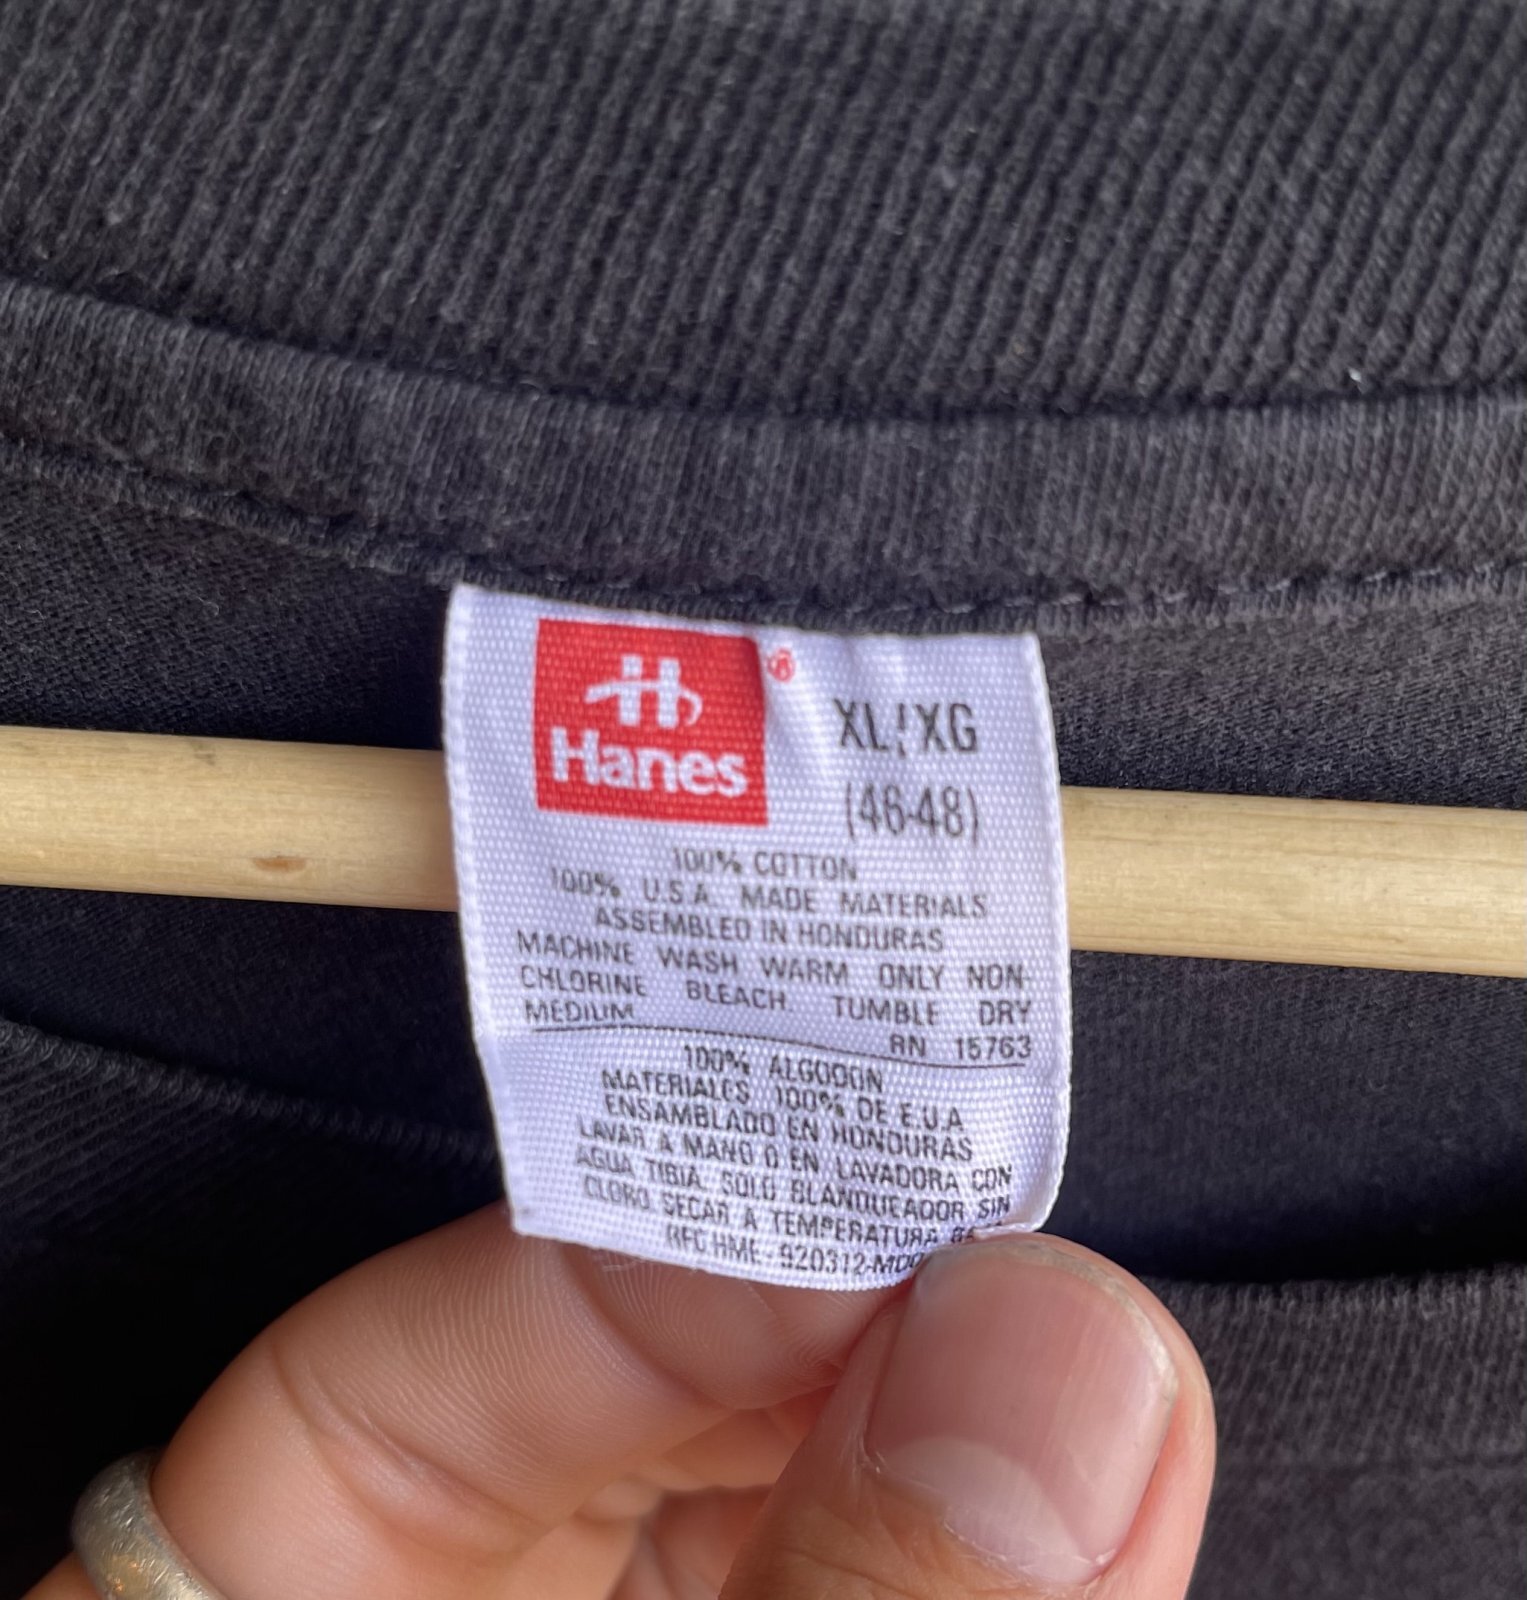 Hanes
®
XL/XG
(46-48)
100% COTTON
100% U.S.A. MADE MATERIALS
ASSEMBLED IN HONDURAS
MACHINE WASH WARM ONLY NON-
CHLORINE BLEACH. TUMBLE DRY
MEDIUM
RN 15763
100% ALGODON
MATERIALES 100% DE E.U.A
ENSAMBLADO EN HONDURAS
LAVAR A MANO O EN LAVADORA CON
AGUA TIBIA. SOLO BLANQUEADOR SIN
CLORO. SECAR A TEMPERATURA
RFC HME - 920312-